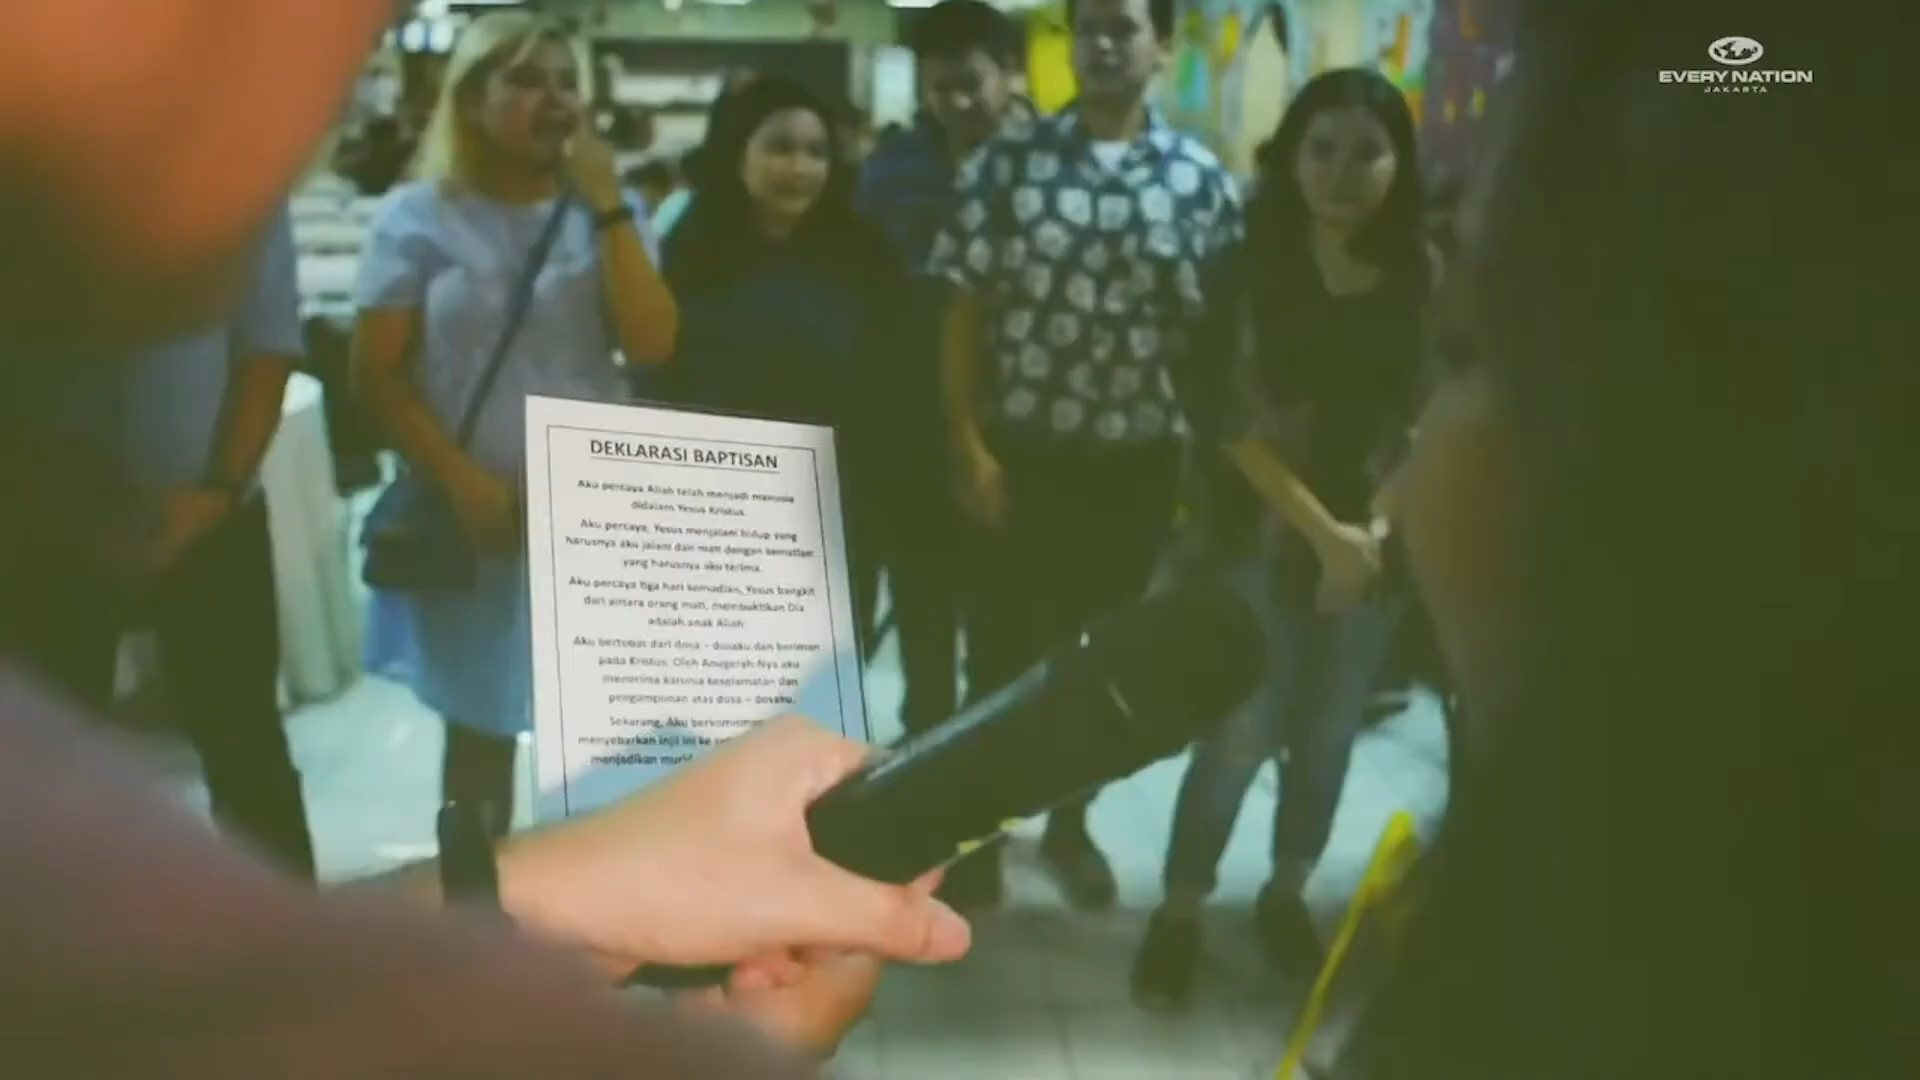 EVERY NATION
JAKARTA
DEKLARASI BAPTISAN
Aku percaya Allah telah menjadi manusia
didalam Yesus Kristus.
Aku percaya, Yesus menjalani hidup yang
harusnya aku jalani dan mati dengan kematian
yang harusnya aku terima.
Aku percaya tiga hari kemudian, Yesus bangkit
dari antara orang mati, membuktikan Dia
adalah anak Allah.
Aku bertobat dari dosa – dosaku dan beriman
pada Kristus. Oleh Anugerah-Nya aku
menerima karunia keselamatan dan
pengampunan atas dosa – dosaku.
Sekarang, Aku berkomitmen
menyebarkan injil ini ke
menjadikan murid